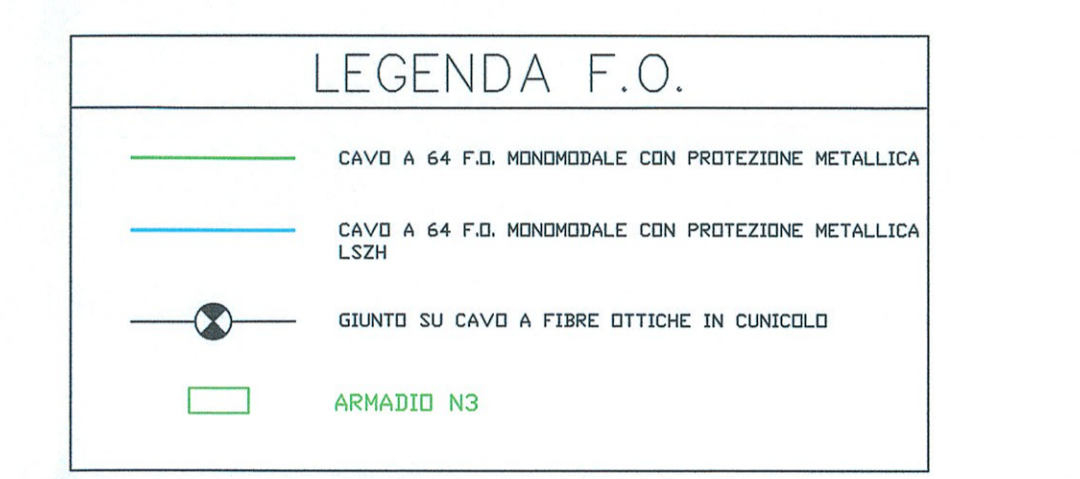 LEGENDA F.O.
CAVO A 64 F.O. MONOMODALE CON PROTEZIONE METALLICA
CAVO A 64 F.O. MONOMODALE CON PROTEZIONE METALLICA
LSZH
GIUNTO SU CAVO A FIBRE OTTICHE IN CUNICOLO
ARMADIO N3